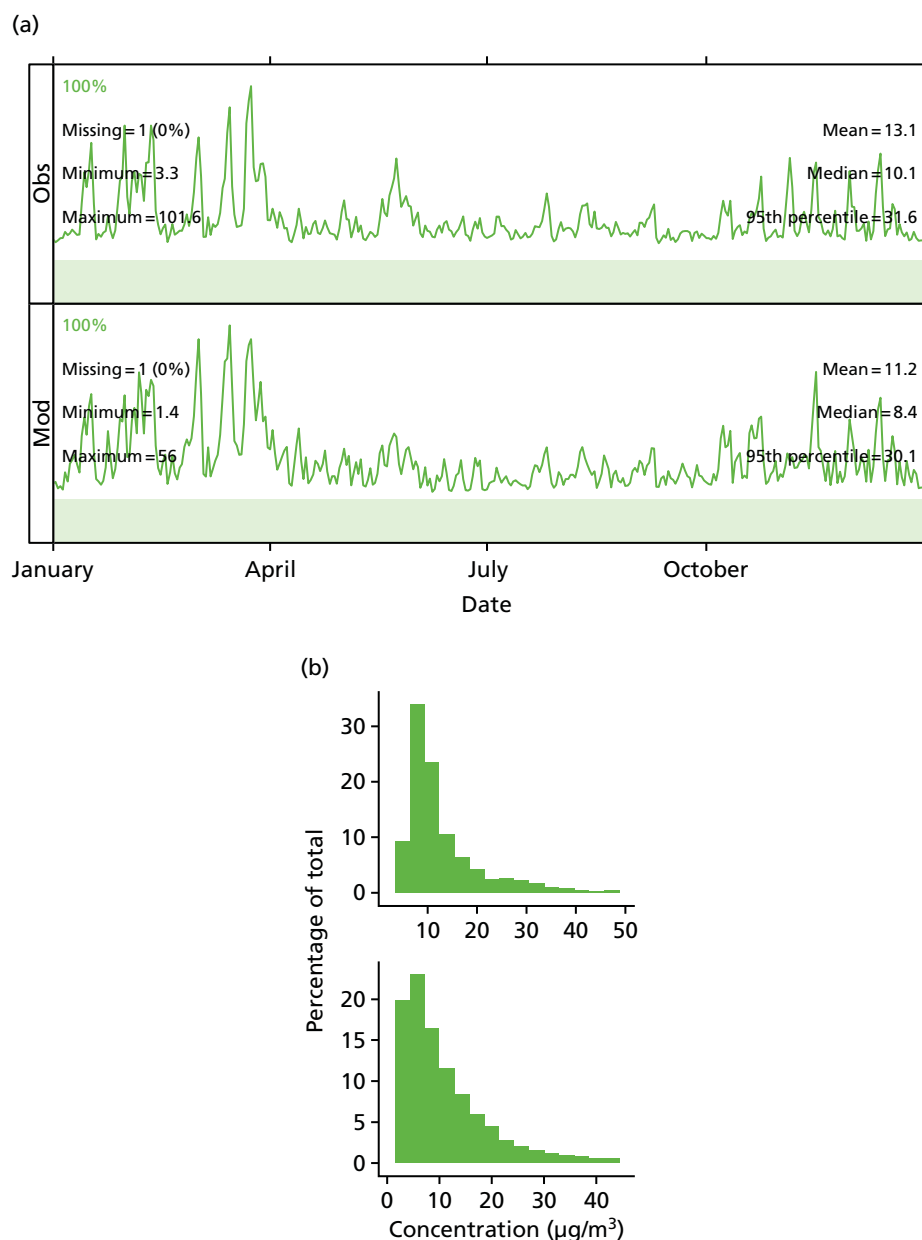 (a)
Obs
100%
Missing = 1 (0%)
Minimum = 3.3
Maximum = 101.6
Mean = 13.1
Median = 10.1
95th percentile = 31.6
Mod
100%
Missing = 1 (0%)
Minimum = 1.4
Maximum = 56
Mean = 11.2
Median = 8.4
95th percentile = 30.1
January April July October
Date
(b)
Percentage of total
30
20
10
0
10 20 30 40 50
20
15
10
5
0
0 10 20 30 40
Concentration (µg/m³)